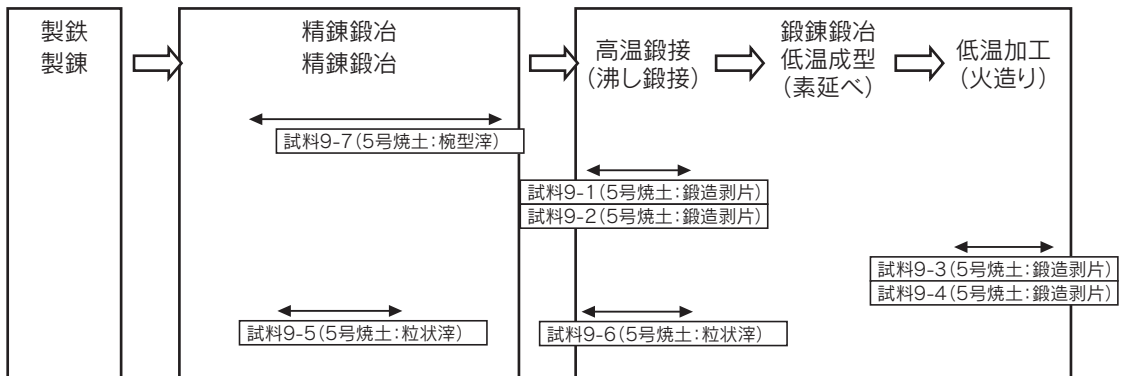 製鉄
製錬
精錬鍛冶
精錬鍛冶
高温鍛接
(沸し鍛接)
鍛錬鍛冶
低温成型
(素延べ)
低温加工
(火造り)
試料9-7(5号焼土:椀型滓)
試料9-1(5号焼土:鍛造剥片)
試料9-2(5号焼土:鍛造剥片)
試料9-3(5号焼土:鍛造剥片)
試料9-4(5号焼土:鍛造剥片)
試料9-5(5号焼土:粒状滓)
試料9-6(5号焼土:粒状滓)